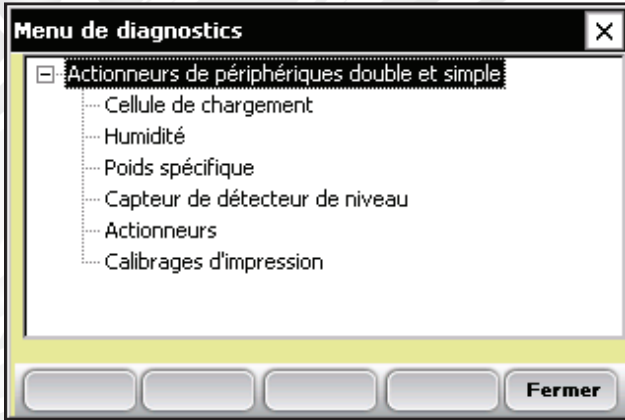 Menu de diagnostics
Actionneurs de périphériques double et simple
Cellule de chargement
Humidité
Poids spécifique
Capteur de détecteur de niveau
Actionneurs
Calibrages d'impression
Fermer